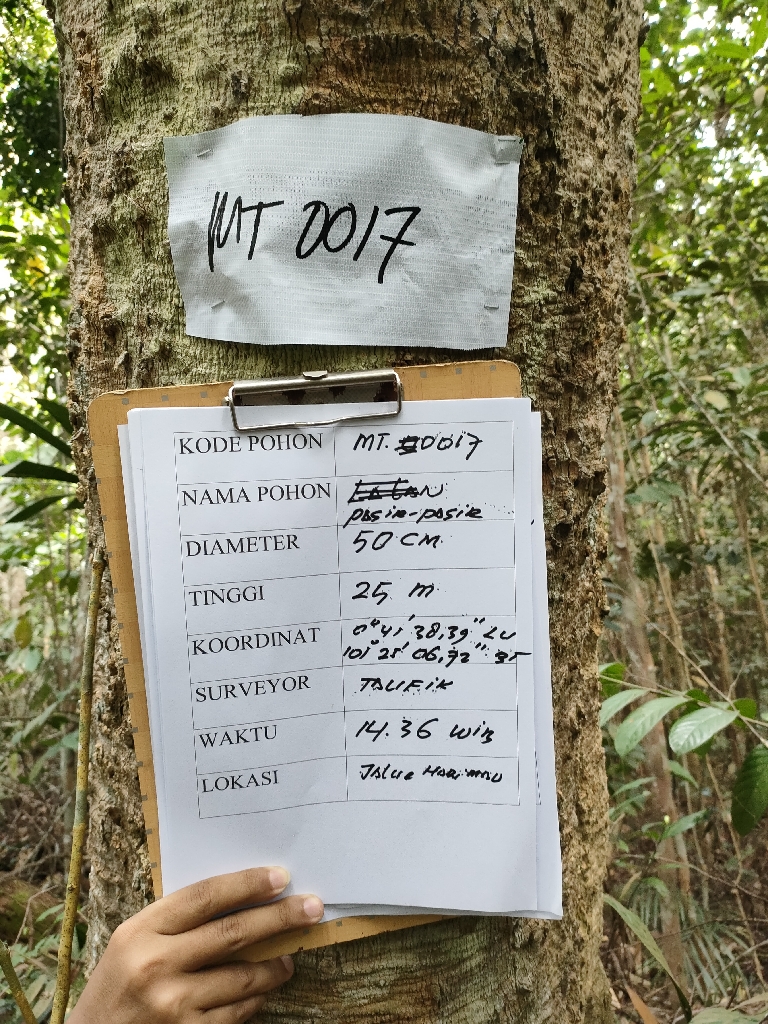 MT 0017
KODE POHON MT. 0017
NAMA POHON
pasir-pasir
DIAMETER 50 CM
TINGGI 25 m
KOORDINAT 0° 41' 38,39" LU
101° 25' 06,92" BT
SURVEYOR TAUFIK
WAKTU 14.36 WIB
LOKASI Jalur Harimau